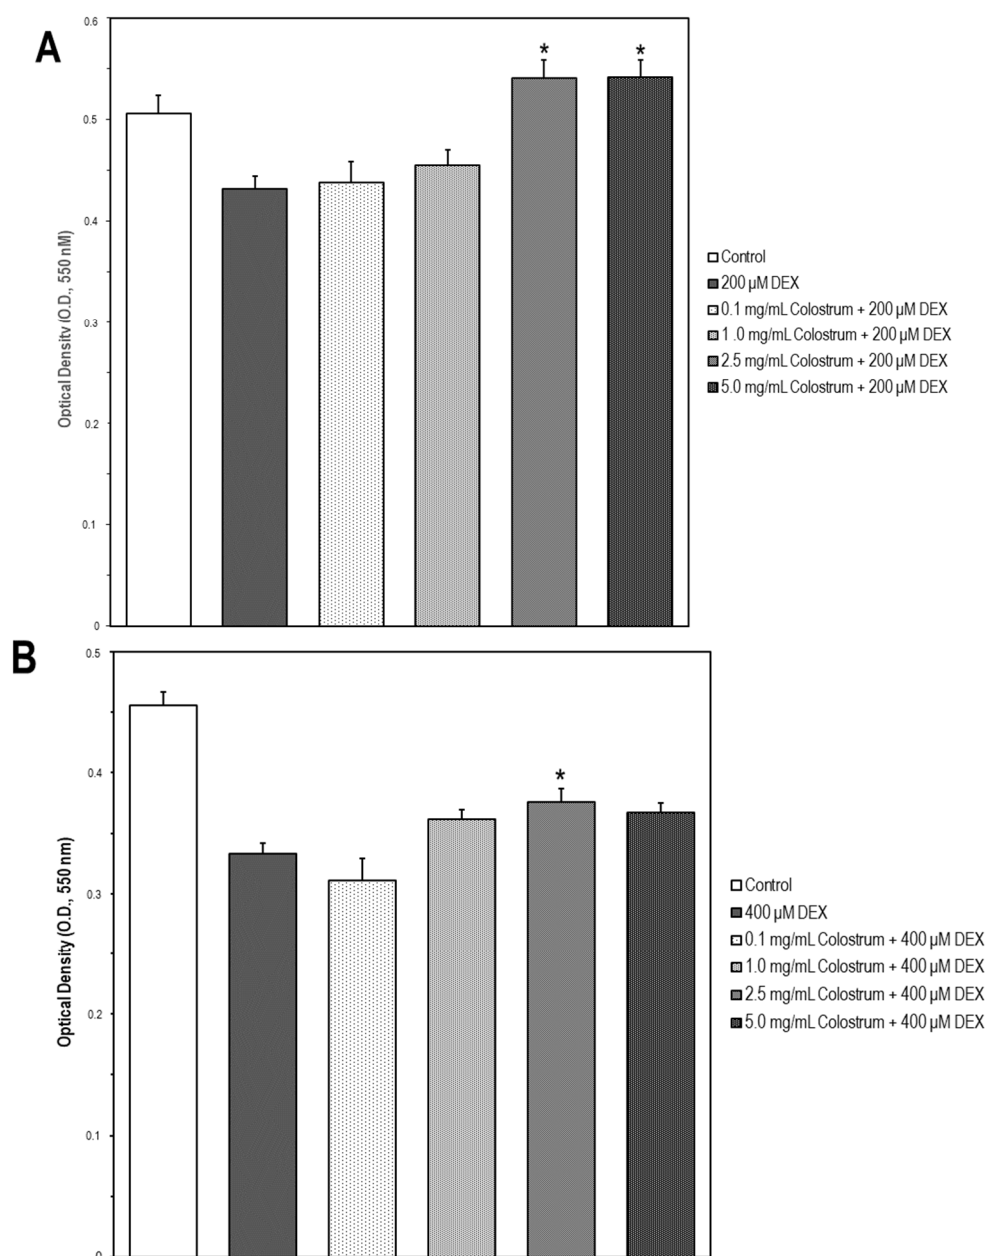 A
0.6
0.5
0.4
0.3
0.2
0.1
0
Optical Density (O.D., 550 nM)
*
*
Control
200 µM DEX
0.1 mg/mL Colostrum + 200 µM DEX
1 .0 mg/mL Colostrum + 200 µM DEX
2.5 mg/mL Colostrum + 200 µM DEX
5.0 mg/mL Colostrum + 200 µM DEX
B
0.5
0.4
0.3
0.2
0.1
0
Optical Density (O.D., 550 nm)
*
Control
400 µM DEX
0.1 mg/mL Colostrum + 400 µM DEX
1.0 mg/mL Colostrum + 400 µM DEX
2.5 mg/mL Colostrum + 400 µM DEX
5.0 mg/mL Colostrum + 400 µM DEX